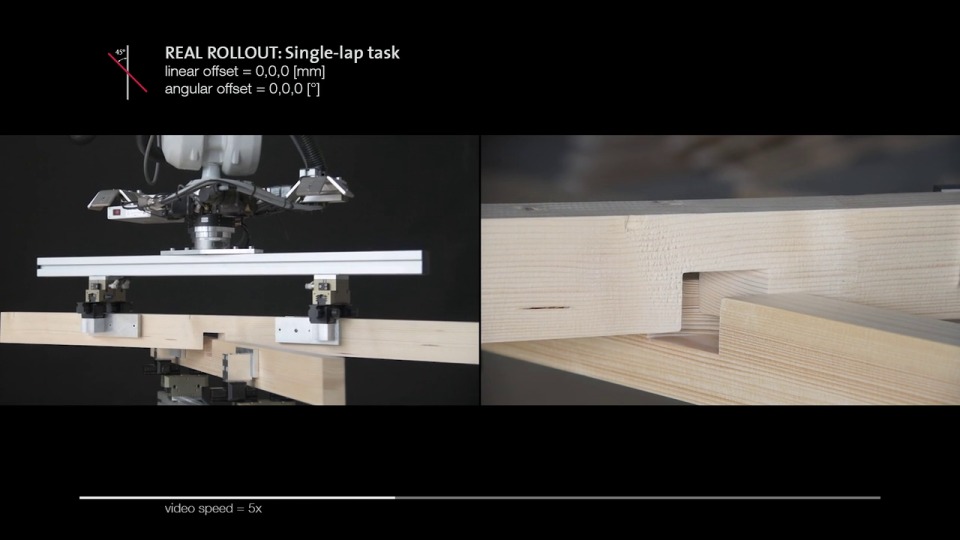 45°
REAL ROLLOUT: Single-lap task
linear offset = 0,0,0 [mm]
angular offset = 0,0,0 [°]
video speed = 5x